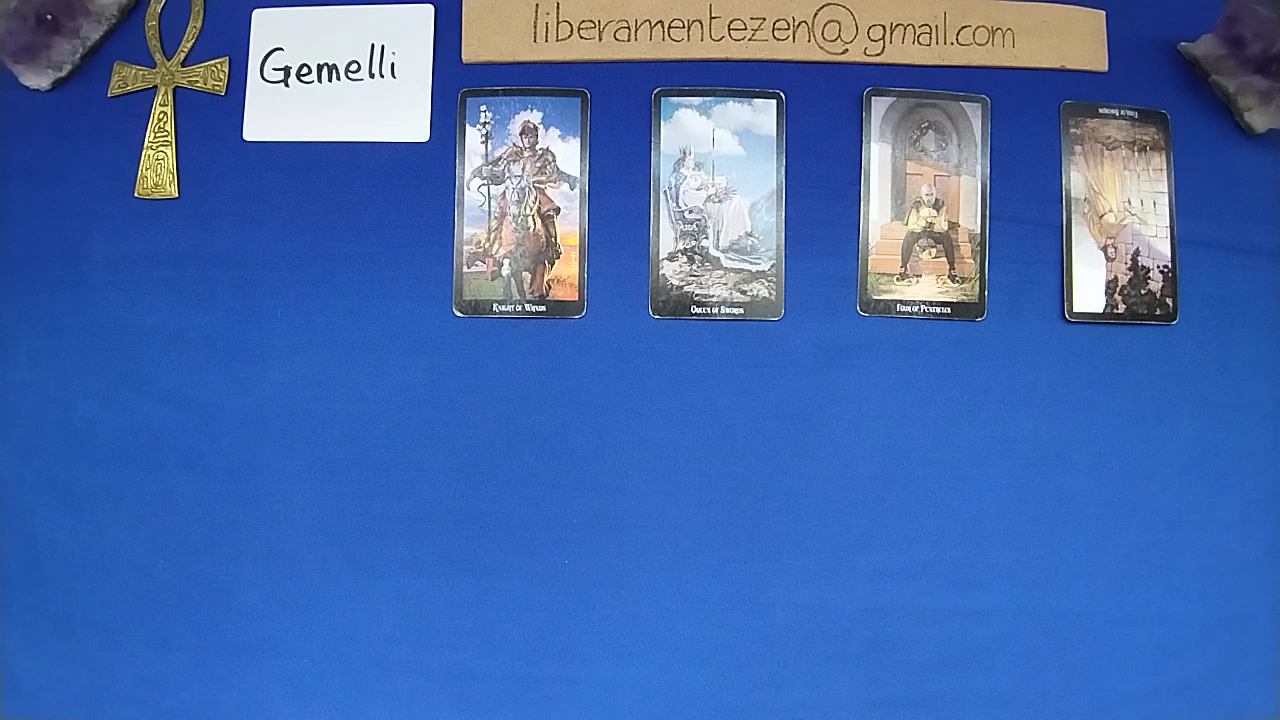 liberamentezen@gmail.com
Gemelli
Knight of Wands
Queen of Swords
Four of Pentacles